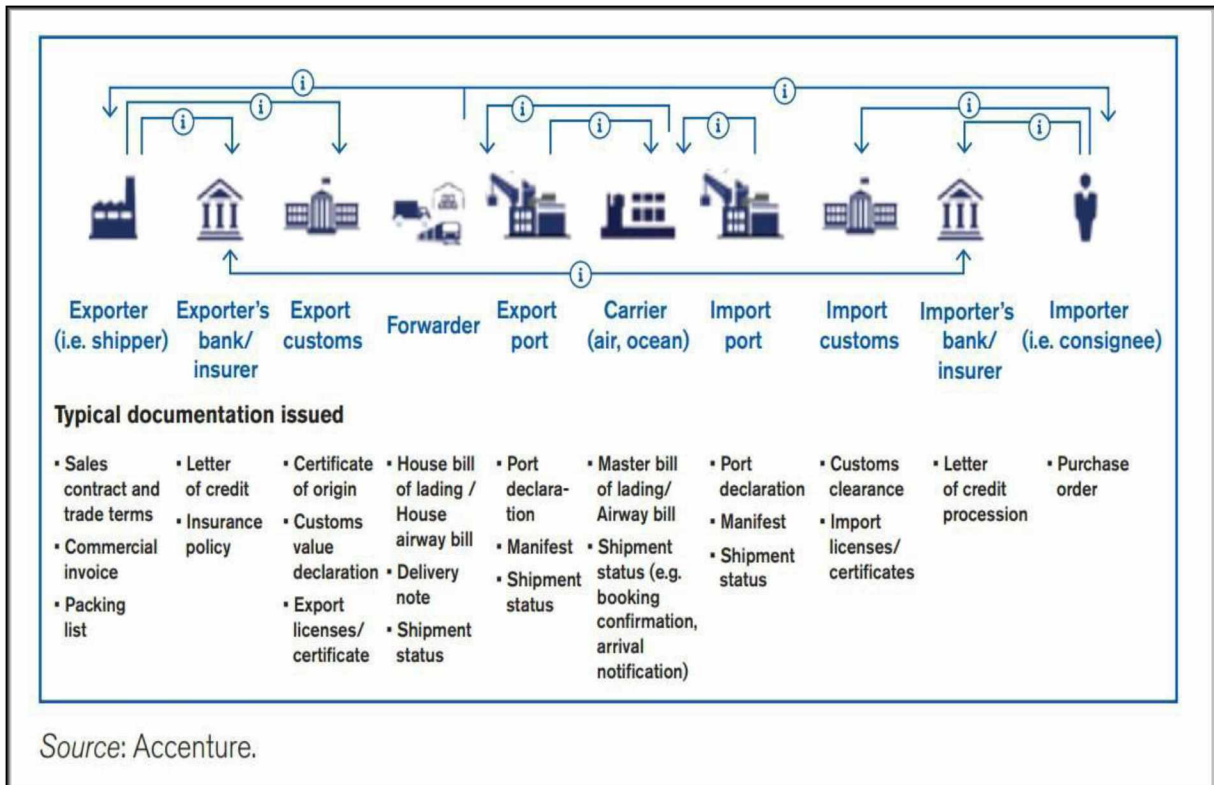 i
i
i
i
i
i
i
i
i
i
Exporter
(i.e. shipper)
Exporter's
bank/
insurer
Export
customs
Forwarder
Export
port
Carrier
(air, ocean)
Import
port
Import
customs
Importer's
bank/
insurer
Importer
(i.e. consignee)
Typical documentation issued
▪ Sales
contract and
trade terms
▪ Commercial
invoice
▪ Packing
list
▪ Letter
of credit
▪ Insurance
policy
▪ Certificate
of origin
▪ Customs
value
declaration
▪ Export
licenses/
certificate
▪ House bill
of lading /
House
airway bill
▪ Delivery
note
▪ Shipment
status
▪ Port
declara-
tion
▪ Manifest
▪ Shipment
status
▪ Master bill
of lading/
Airway bill
▪ Shipment
status (e.g.
booking
confirmation,
arrival
notification)
▪ Port
declaration
▪ Manifest
▪ Shipment
status
▪ Customs
clearance
▪ Import
licenses/
certificates
▪ Letter
of credit
procession
▪ Purchase
order
Source: Accenture.